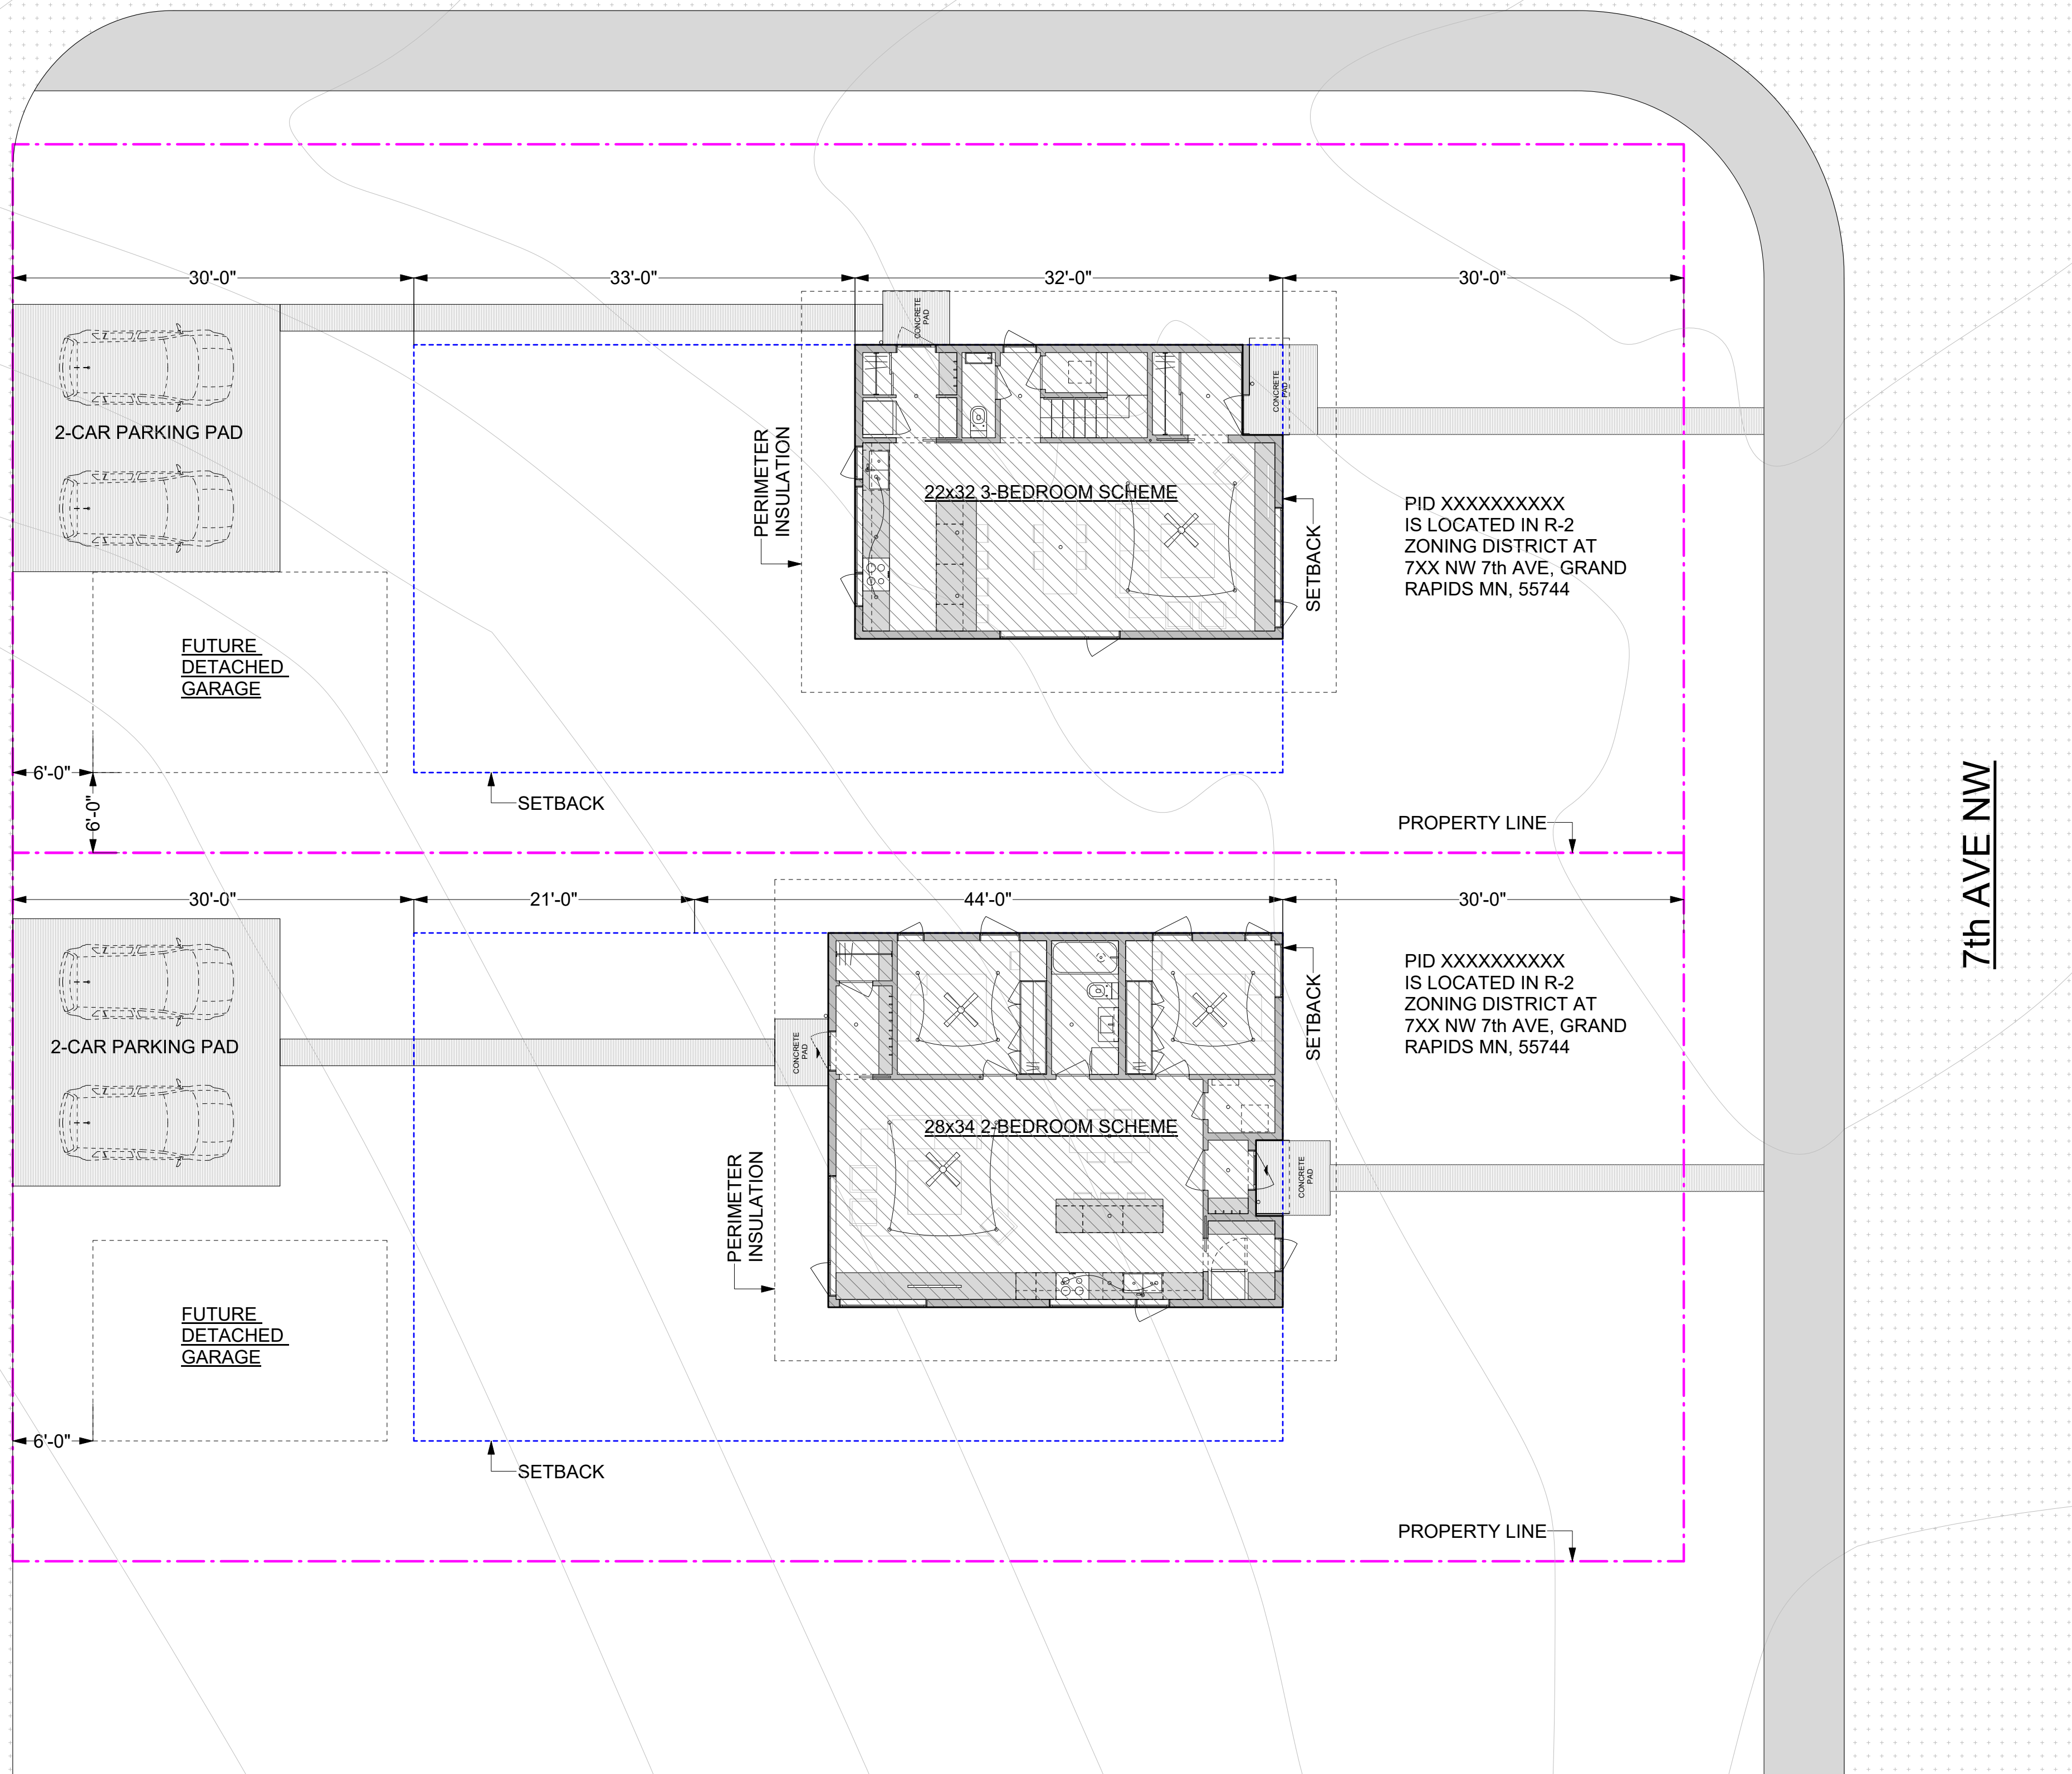 30'-0"
33'-0"
32'-0"
30'-0"
CONCRETE
PAD
CONCRETE
PAD
2-CAR PARKING PAD
PERIMETER
INSULATION
22x32 3-BEDROOM SCHEME
SETBACK
PID XXXXXXXXXX
IS LOCATED IN R-2
ZONING DISTRICT AT
7XX NW 7th AVE, GRAND
RAPIDS MN, 55744
FUTURE
DETACHED
GARAGE
6'-0"
6'-0"
SETBACK
PROPERTY LINE
7th AVE NW
30'-0"
21'-0"
44'-0"
30'-0"
2-CAR PARKING PAD
CONCRETE
PAD
SETBACK
PID XXXXXXXXXX
IS LOCATED IN R-2
ZONING DISTRICT AT
7XX NW 7th AVE, GRAND
RAPIDS MN, 55744
28x34 2-BEDROOM SCHEME
PERIMETER
INSULATION
CONCRETE
PAD
FUTURE
DETACHED
GARAGE
6'-0"
SETBACK
PROPERTY LINE